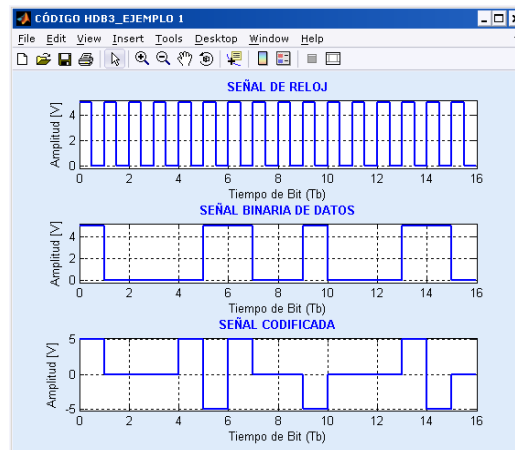 CÓDIGO HDB3_EJEMPLO 1
File Edit View Insert Tools Desktop Window Help
SEÑAL DE RELOJ
Amplitud [V]
4
2
0
0 2 4 6 8 10 12 14 16
Tiempo de Bit (Tb)
SEÑAL BINARIA DE DATOS
Amplitud [V]
4
2
0
0 2 4 6 8 10 12 14 16
Tiempo de Bit (Tb)
SEÑAL CODIFICADA
Amplitud [V]
5
0
-5
0 2 4 6 8 10 12 14 16
Tiempo de Bit (Tb)